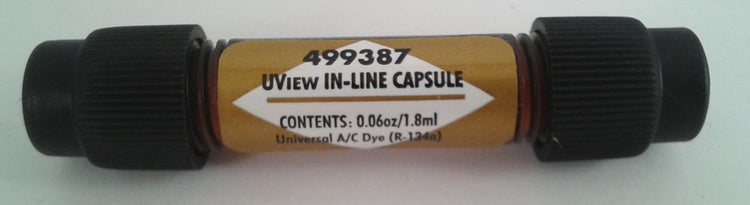 499387
UVIEW IN-LINE CAPSULE
CONTENTS: 0.06oz/1.8ml
Universal A/C Dye (R-134a)